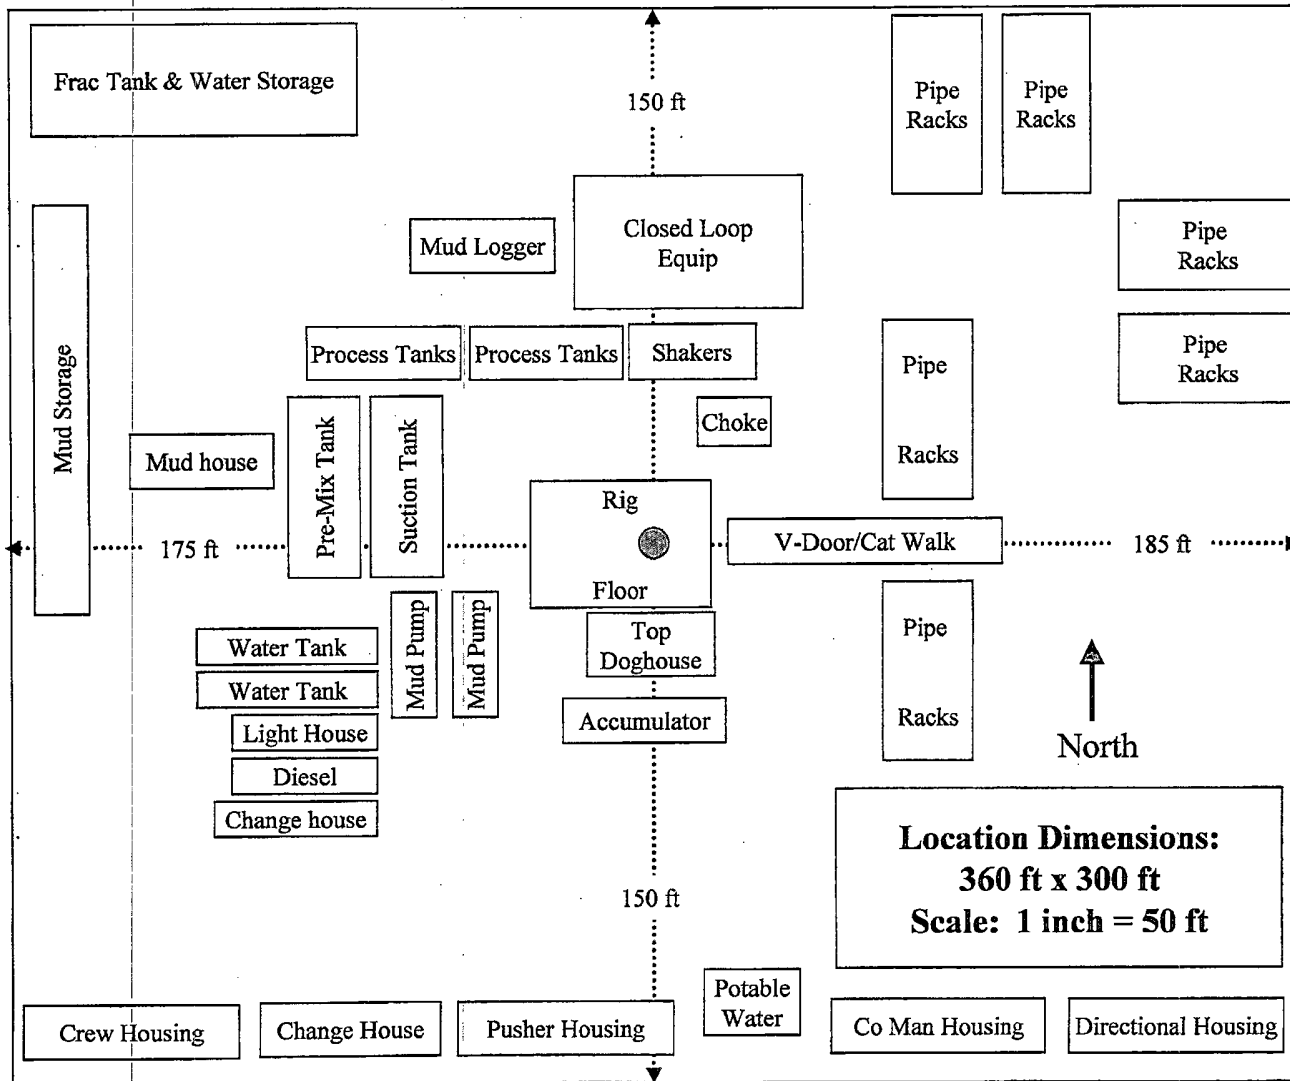 Frac Tank & Water Storage
150 ft
Pipe
Racks
Pipe
Racks
Mud Logger
Closed Loop
Equip
Pipe
Racks
Process Tanks
Process Tanks
Shakers
Pipe
Racks
Pipe
Racks
Mud Storage
Mud house
Pre-Mix Tank
Suction Tank
Choke
Rig
Floor
175 ft
V-Door/Cat Walk
185 ft
Mud Pump
Mud Pump
Top
Doghouse
Pipe
Racks
Water Tank
Water Tank
Light House
Diesel
Change house
Accumulator
North
Location Dimensions:
360 ft x 300 ft
Scale: 1 inch = 50 ft
150 ft
Crew Housing
Change House
Pusher Housing
Potable
Water
Co Man Housing
Directional Housing